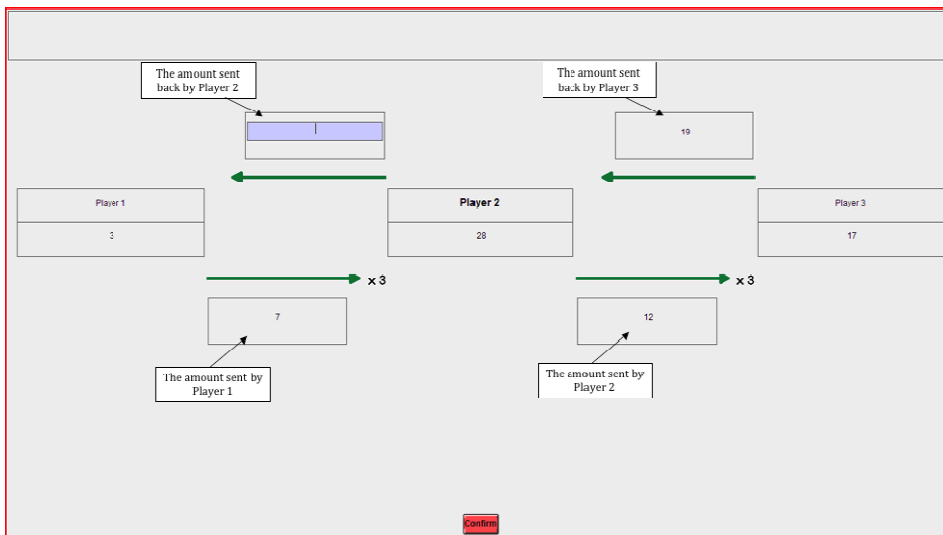 The amount sent
back by Player 2
The amount sent
back by Player 3
19
Player 1
3
Player 2
28
Player 3
17
x 3
x 3
7
12
The amount sent by
Player 1
The amount sent by
Player 2
Confirm